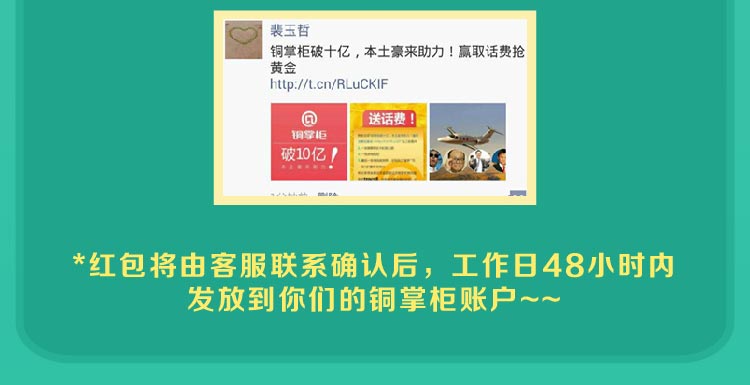 裴玉哲
铜掌柜破十亿，本土豪来助力！赢取话费抢
黄金
http://t.cn/RLuCKIF
铜掌柜
破10亿！
送话费！
删除
*红包将由客服联系确认后，工作日48小时内
发放到你们的铜掌柜账户~~